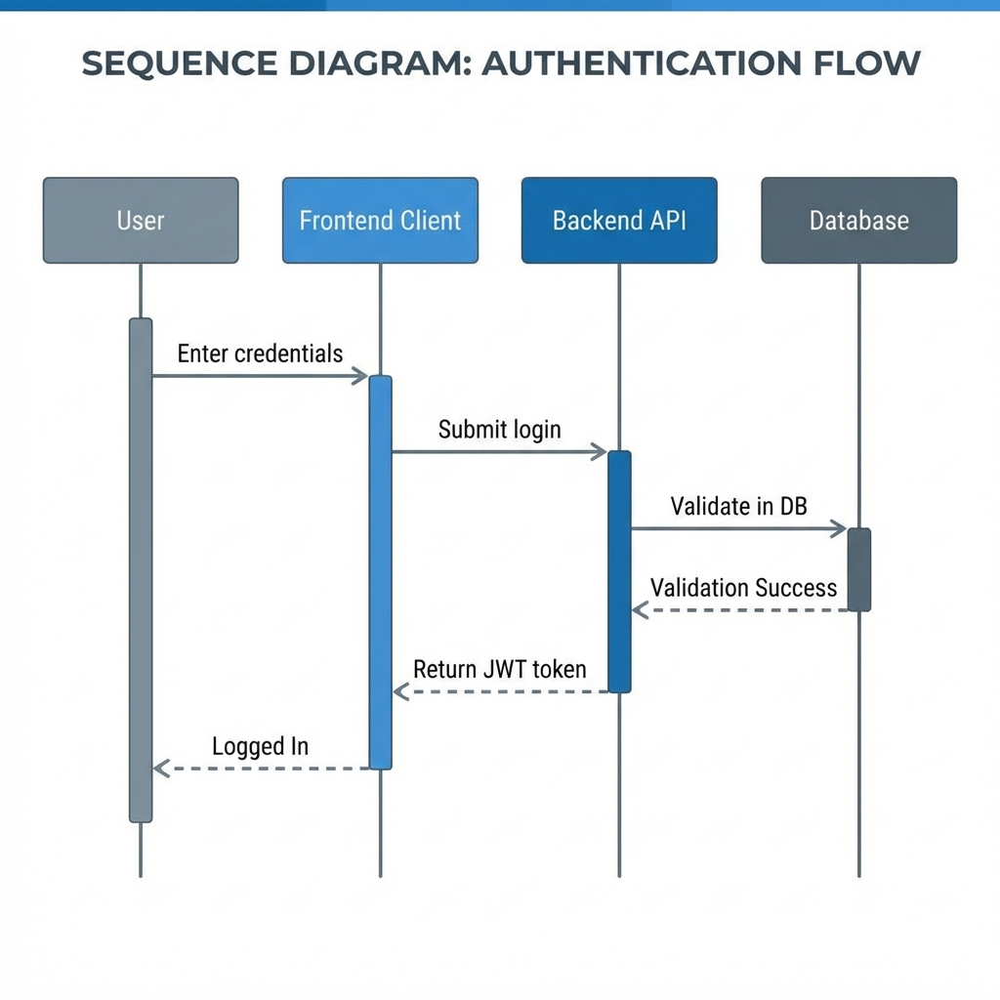 SEQUENCE DIAGRAM: AUTHENTICATION FLOW
User
Frontend Client
Backend API
Database
Enter credentials
Submit login
Validate in DB
Validation Success
Return JWT token
Logged In